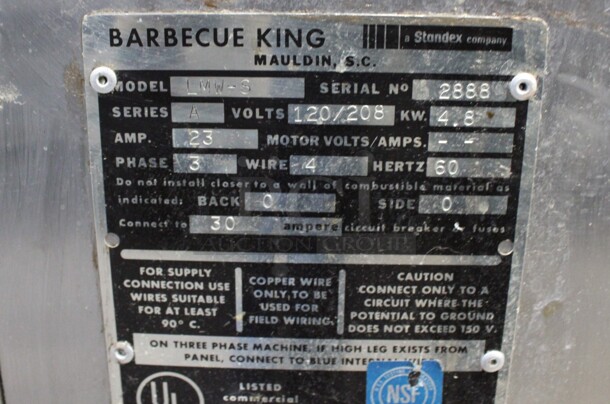 BARBECUE KING a Standex company
MAULDIN, S.C.
MODEL LMW-S SERIAL Nº 2888
SERIES A VOLTS 120/208 KW. 4.8
AMP. 23 MOTOR VOLTS/AMPS. - -
PHASE 3 WIRE 4 HERTZ 60
Do not install closer to a wall of combustible material as
indicated: BACK 0 SIDE 0
Connect to 30 ampere circuit breaker & fuses
FOR SUPPLY
CONNECTION USE
WIRES SUITABLE
FOR AT LEAST
90° C.
COPPER WIRE
ONLY, TO BE
USED FOR
FIELD WIRING
CAUTION
CONNECT ONLY TO A
CIRCUIT WHERE THE
POTENTIAL TO GROUND
DOES NOT EXCEED 150 V.
ON THREE PHASE MACHINE, IF HIGH LEG EXISTS FROM
PANEL, CONNECT TO BLUE INTERNAL WIRE
UL
LISTED
commercial
NSF